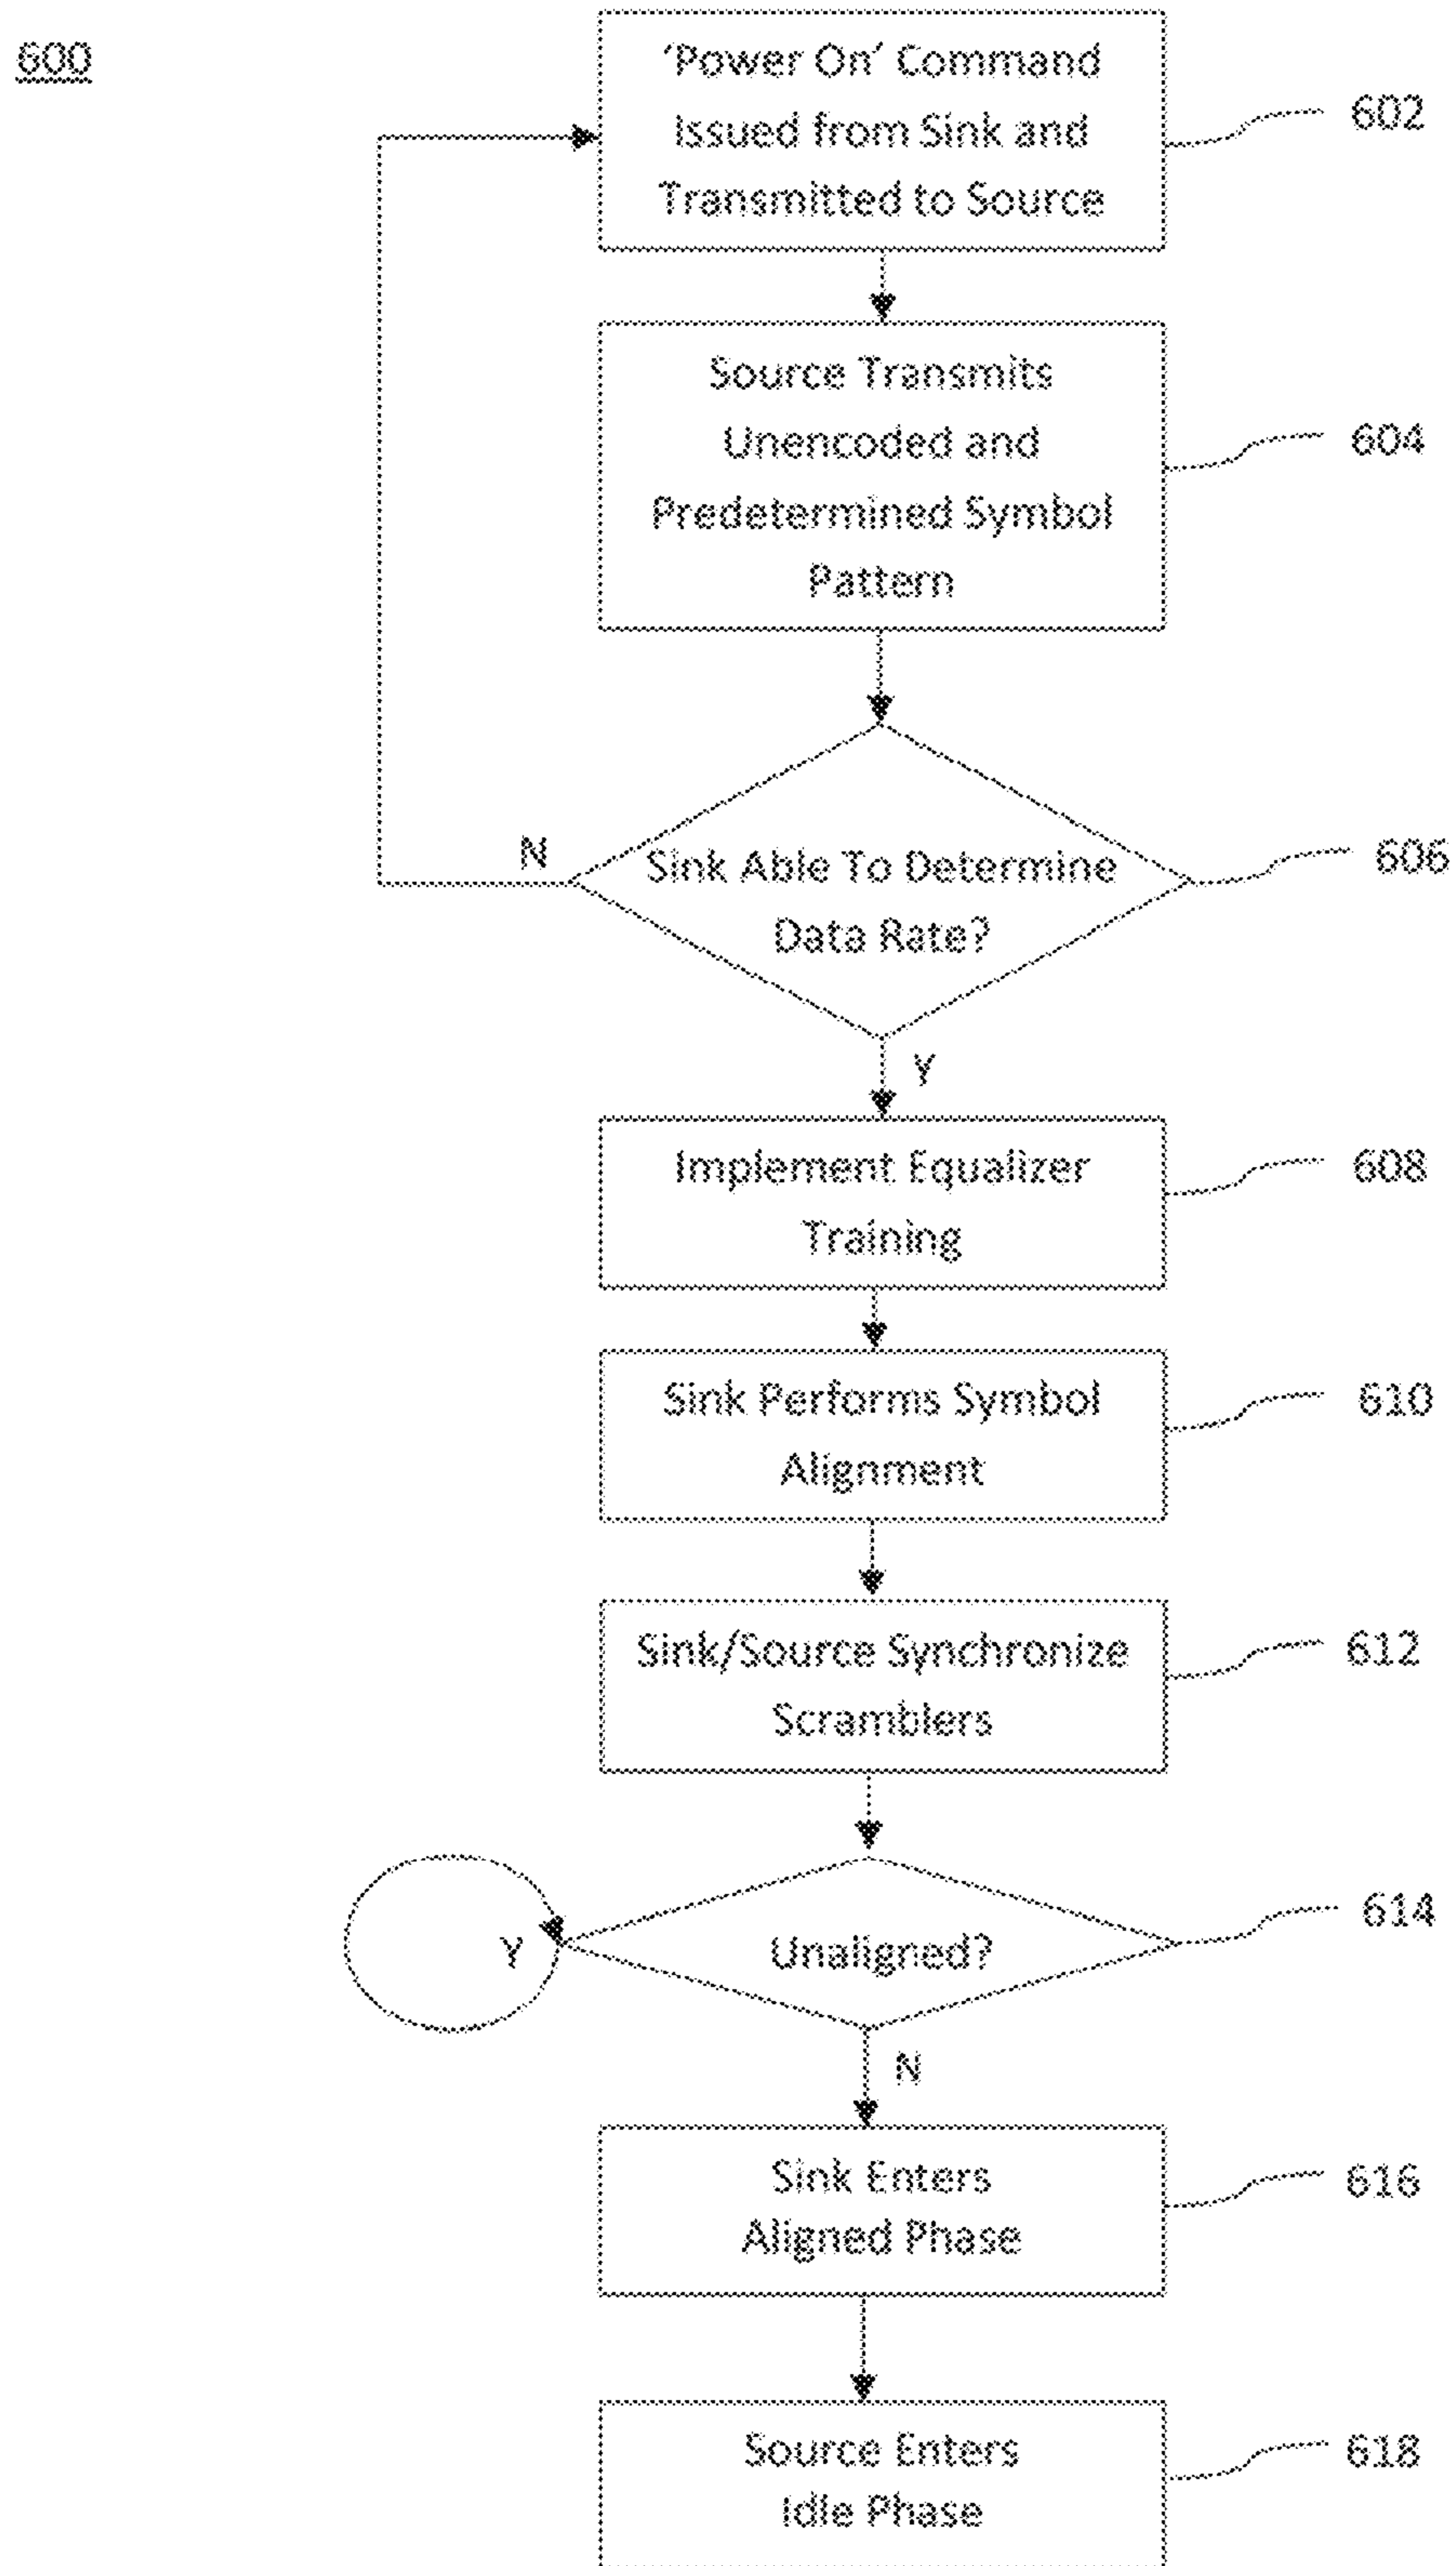 600
‘Power On’ Command
Issued from Sink and
Transmitted to Source
602
Source Transmits
Unencoded and
Predetermined Symbol
Pattern
604
N
Sink Able To Determine
Data Rate?
606
Y
Implement Equalizer
Training
608
Sink Performs Symbol
Alignment
610
Sink/Source Synchronize
Scramblers
612
Y
Unaligned?
614
N
Sink Enters
Aligned Phase
616
Source Enters
Idle Phase
618